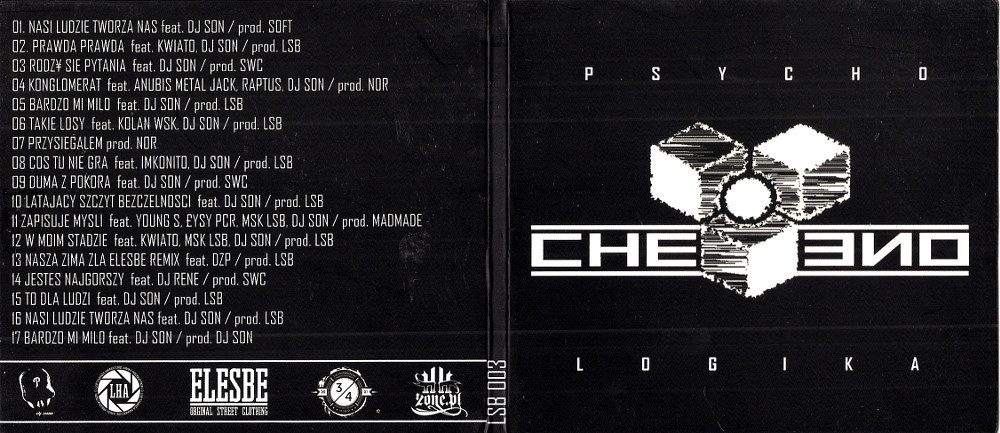 01. NASI LUDZIE TWORZA NAS feat. DJ SON / prod. SOFT
02. PRAWDA PRAWDA feat. KWIATO, DJ SON / prod. LSB
03 RODZ¥ SIE PYTANIA feat. DJ SON / prod. SWC
04 KONGLOMERAT feat. ANUBIS METAL JACK, RAPTUS, DJ SON / prod. NOR
05 BARDZO MI MILO feat. DJ SON / prod. LSB
06 TAKIE LOSY feat. KOLAN WSK, DJ SON / prod. LSB
07 PRZYSIEGALEM prod. NOR
08 COS TU NIE GRA feat. IMKONITO, DJ SON / prod. LSB
09 DUMA Z POKORA feat. DJ SON / prod. SWC
10 LATAJACY SZCZYT BEZCZELNOSCI feat. DJ SON / prod. LSB
11 ZAPISUJE MYSLI feat. YOUNG S, £YSY PCR, MSK LSB, DJ SON / prod. MADMADE
12 W MOIM STADZIE feat. KWIATO, MSK LSB, DJ SON / prod. LSB
13 NASZA ZIMA ZLA ELESBE REMIX feat. DZP / prod. LSB
14 JESTES NAJGORSZY feat. DJ RENE / prod. SWC
15 TO DLA LUDZI feat. DJ SON / prod. LSB
16 NASI LUDZIE TWORZA NAS feat. DJ SON / prod. LSB
17 BARDZO MI MILO feat. DJ SON / prod. DJ SON
LHA
ELESBE
ORIGINAL STREET CLOTHING
3/4
zone.pl
LSB 003
PSYCHO
CHEEENO
LOGIKA